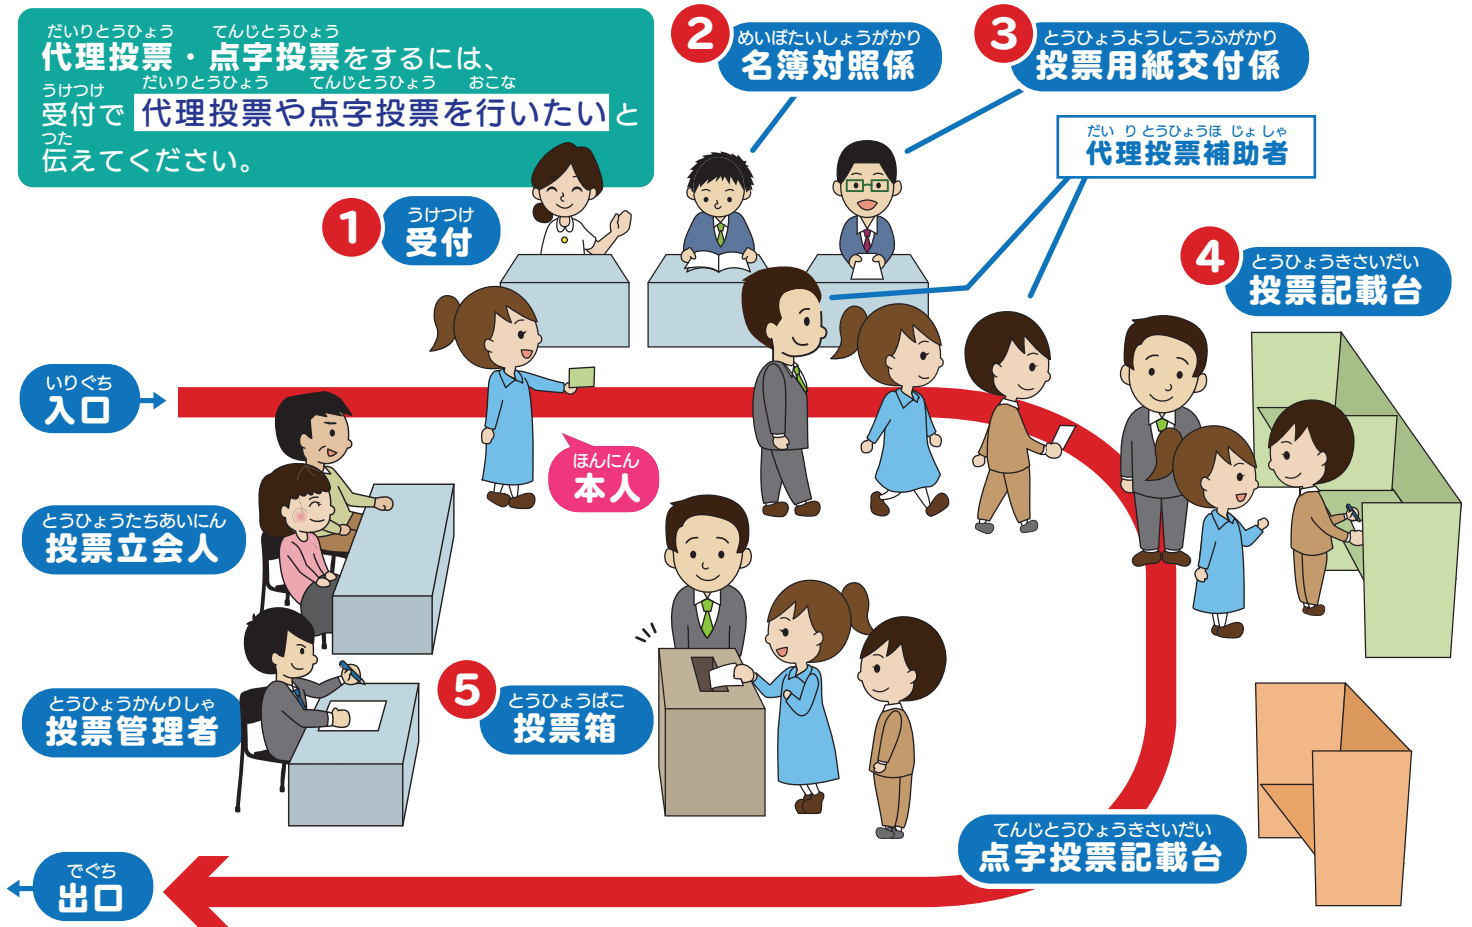 だいりとうひょう てんじとうひょう
代理投票・点字投票をするには、
うけつけ だいりとうひょう てんじとうひょう おこな
受付で 代理投票や点字投票を行いたい と
つた
伝えてください。
1
うけつけ
受付
2
めいぼたいしょうがかり
名簿対照係
3
とうひょうようしこうふがかり
投票用紙交付係
だいりとうひょうほじょしゃ
代理投票補助者
4
とうひょうきさいだい
投票記載台
いりぐち
入口
ほんにん
本人
とうひょうたちあいにん
投票立会人
とうひょうかんりしゃ
投票管理者
5
とうひょうばこ
投票箱
てんじとうひょうきさいだい
点字投票記載台
でぐち
出口